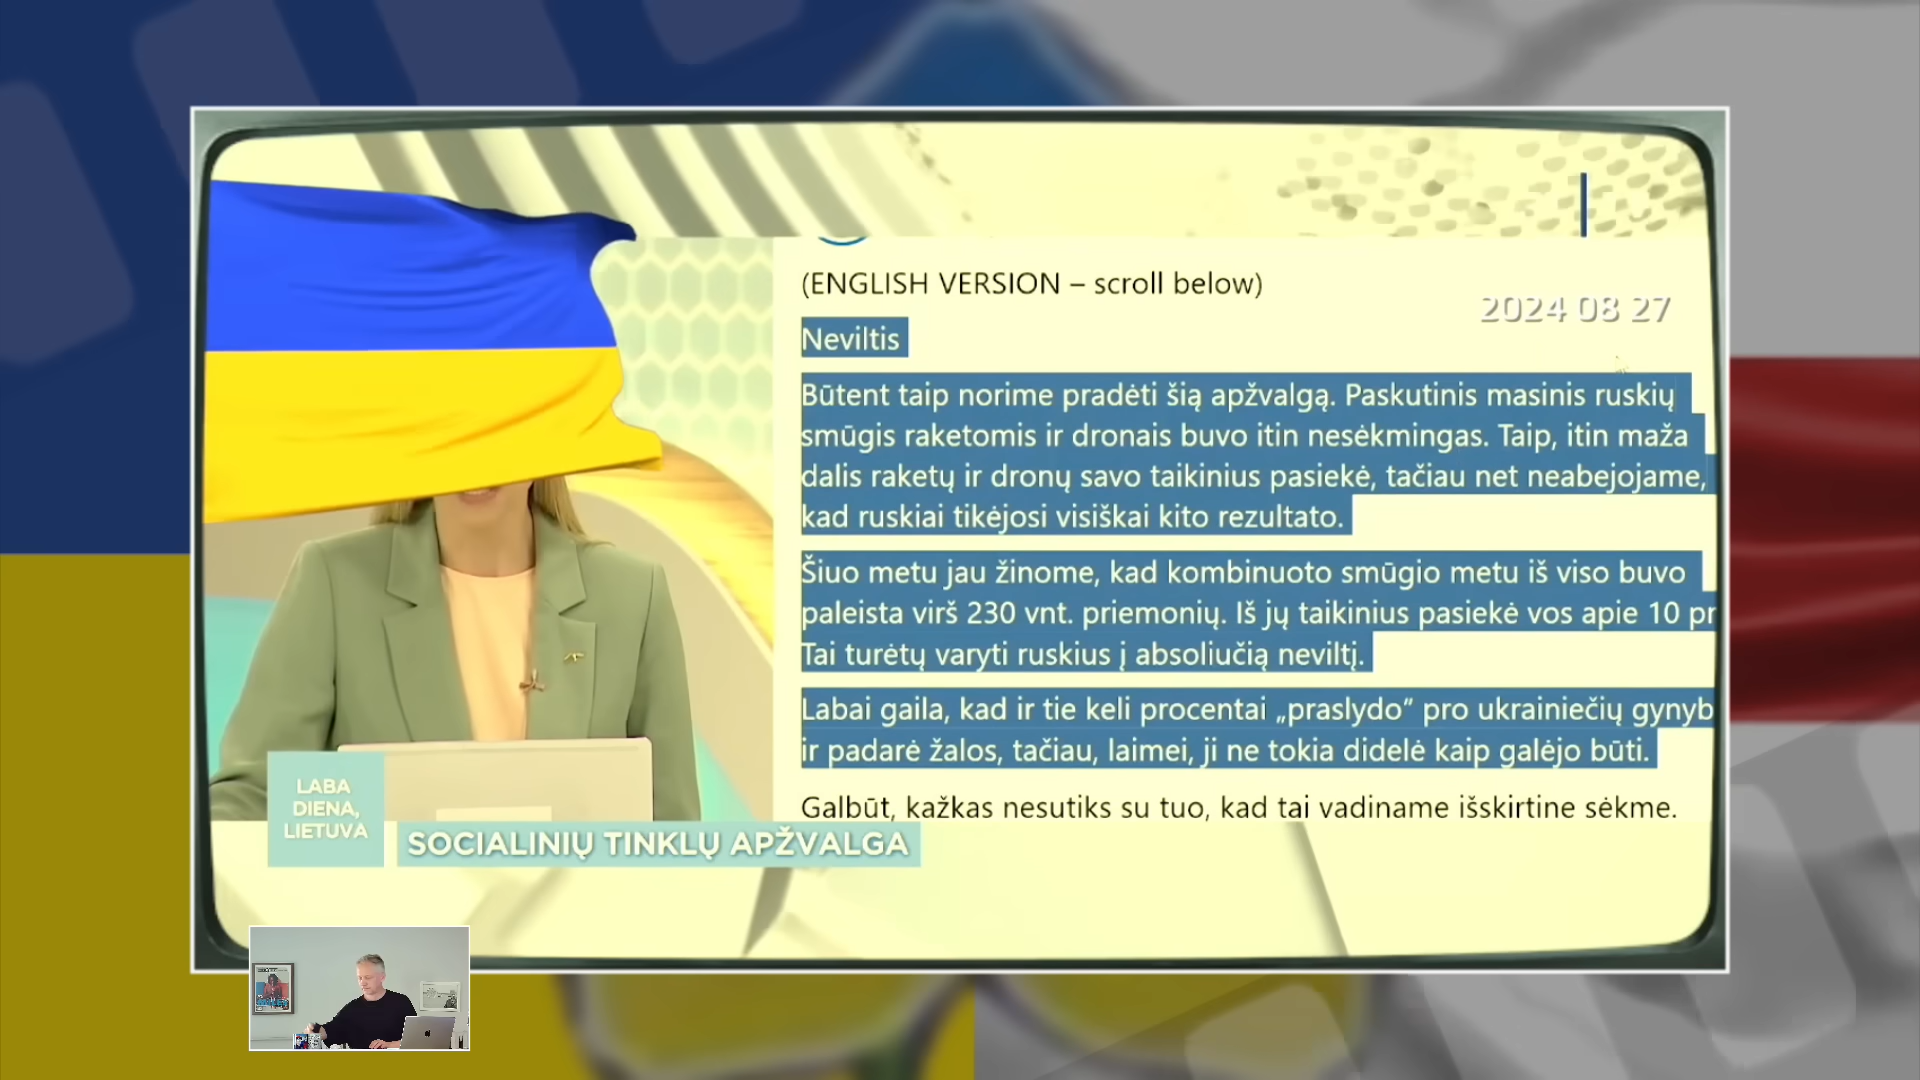 (ENGLISH VERSION – scroll below)
2024 08 27
Neviltis
Būtent taip norime pradėti šią apžvalgą. Paskutinis masinis ruskių
smūgis raketomis ir dronais buvo itin nesėkmingas. Taip, itin maža
dalis raketų ir dronų savo taikinius pasiekė, tačiau net neabejojame,
kad ruskiai tikėjosi visiškai kito rezultato.
Šiuo metu jau žinome, kad kombinuoto smūgio metu iš viso buvo
paleista virš 230 vnt. priemonių. Iš jų taikinius pasiekė vos apie 10 pr
Tai turėtų varyti ruskius į absoliučią neviltį.
Labai gaila, kad ir tie keli procentai „praslydo” pro ukrainiečių gynyb
ir padarė žalos, tačiau, laimei, ji ne tokia didelė kaip galėjo būti.
Galbūt, kažkas nesutiks su tuo, kad tai vadiname išskirtine sėkme.
LABA
DIENA,
LIETUVA
SOCIALINIŲ TINKLŲ APŽVALGA